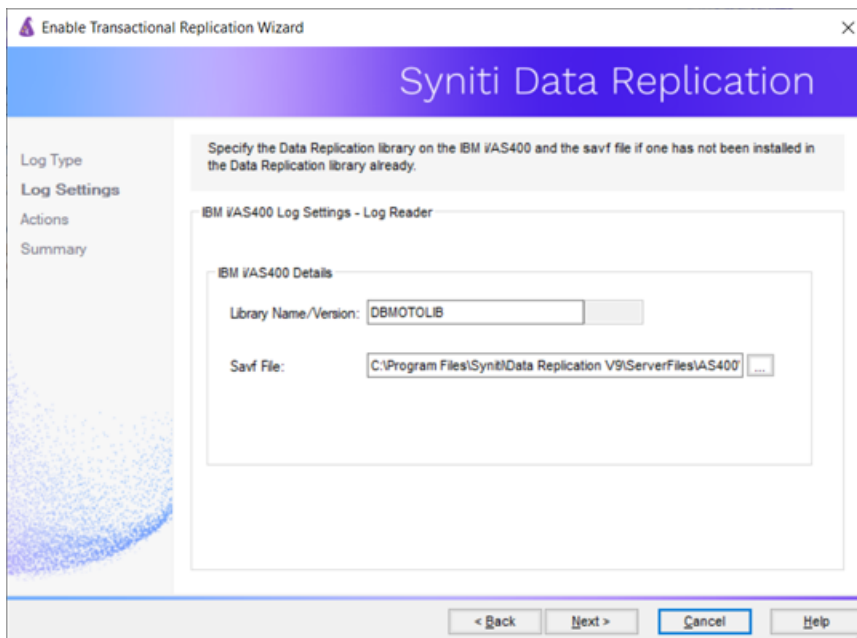 Enable Transactional Replication Wizard
Syniti Data Replication
Log Type
Log Settings
Actions
Summary
Specify the Data Replication library on the IBM i/AS400 and the savf file if one has not been installed in
the Data Replication library already.
IBM i/AS400 Log Settings - Log Reader
IBM i/AS400 Details
Library Name/Version: DBMOTOLIB
Savf File: C:\Program Files\Syniti\Data Replication V9\ServerFiles\AS400\ ...
< Back Next > Cancel Help